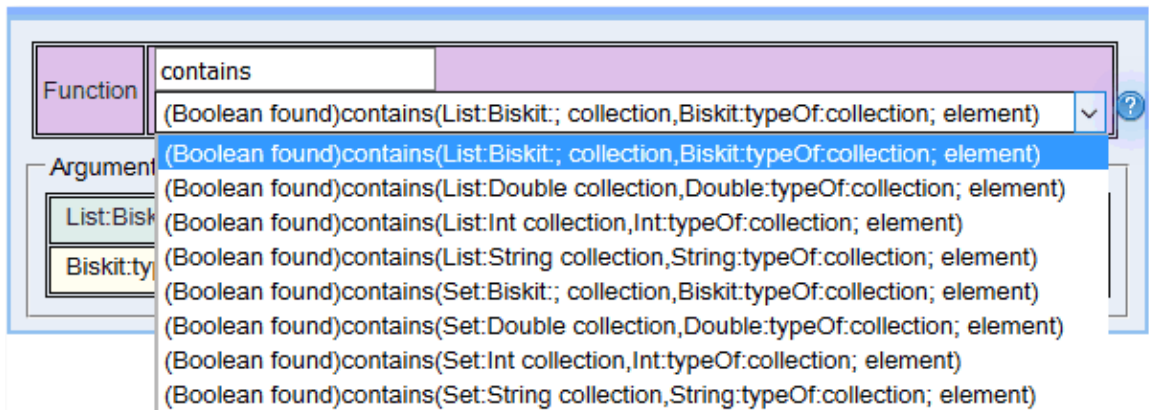 contains
Function
(Boolean found)contains(List:Biskit:; collection,Biskit:typeOf:collection; element)
?
(Boolean found)contains(List:Biskit:; collection,Biskit:typeOf:collection; element)
Argument
(Boolean found)contains(List:Double collection,Double:typeOf:collection; element)
List:Bisk
(Boolean found)contains(List:Int collection,Int:typeOf:collection; element)
(Boolean found)contains(List:String collection,String:typeOf:collection; element)
Biskit:ty
(Boolean found)contains(Set:Biskit:; collection,Biskit:typeOf:collection; element)
(Boolean found)contains(Set:Double collection,Double:typeOf:collection; element)
(Boolean found)contains(Set:Int collection,Int:typeOf:collection; element)
(Boolean found)contains(Set:String collection,String:typeOf:collection; element)